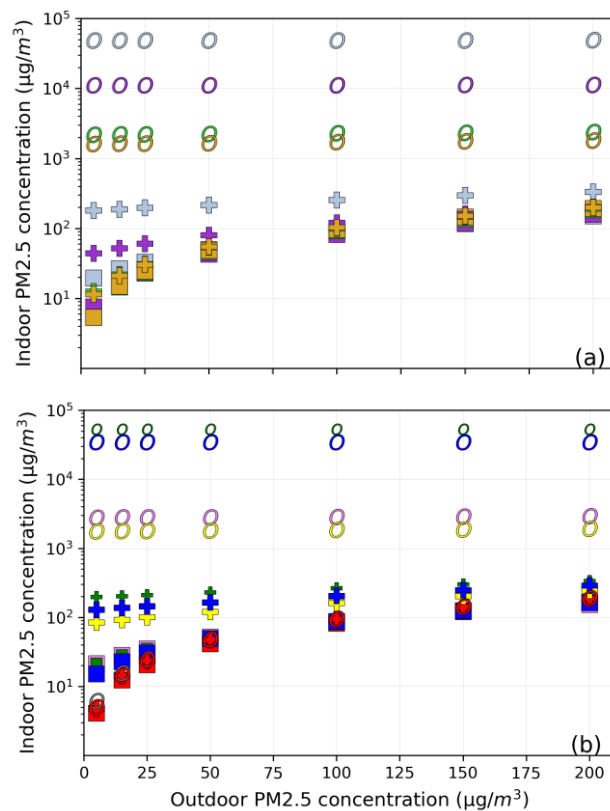 10⁵
10⁴
10³
10²
10¹
Indoor PM2.5 concentration (μg/m³)
(a)
10⁵
10⁴
10³
10²
10¹
Indoor PM2.5 concentration (μg/m³)
(b)
0 25 50 75 100 125 150 175 200
Outdoor PM2.5 concentration (μg/m³)